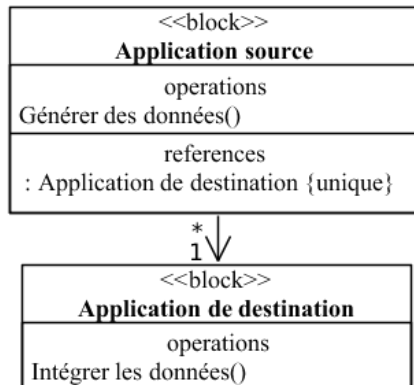 <<block>>
Application source
operations
Générer des données()
references
: Application de destination {unique}
*
1
<<block>>
Application de destination
operations
Intégrer les données()